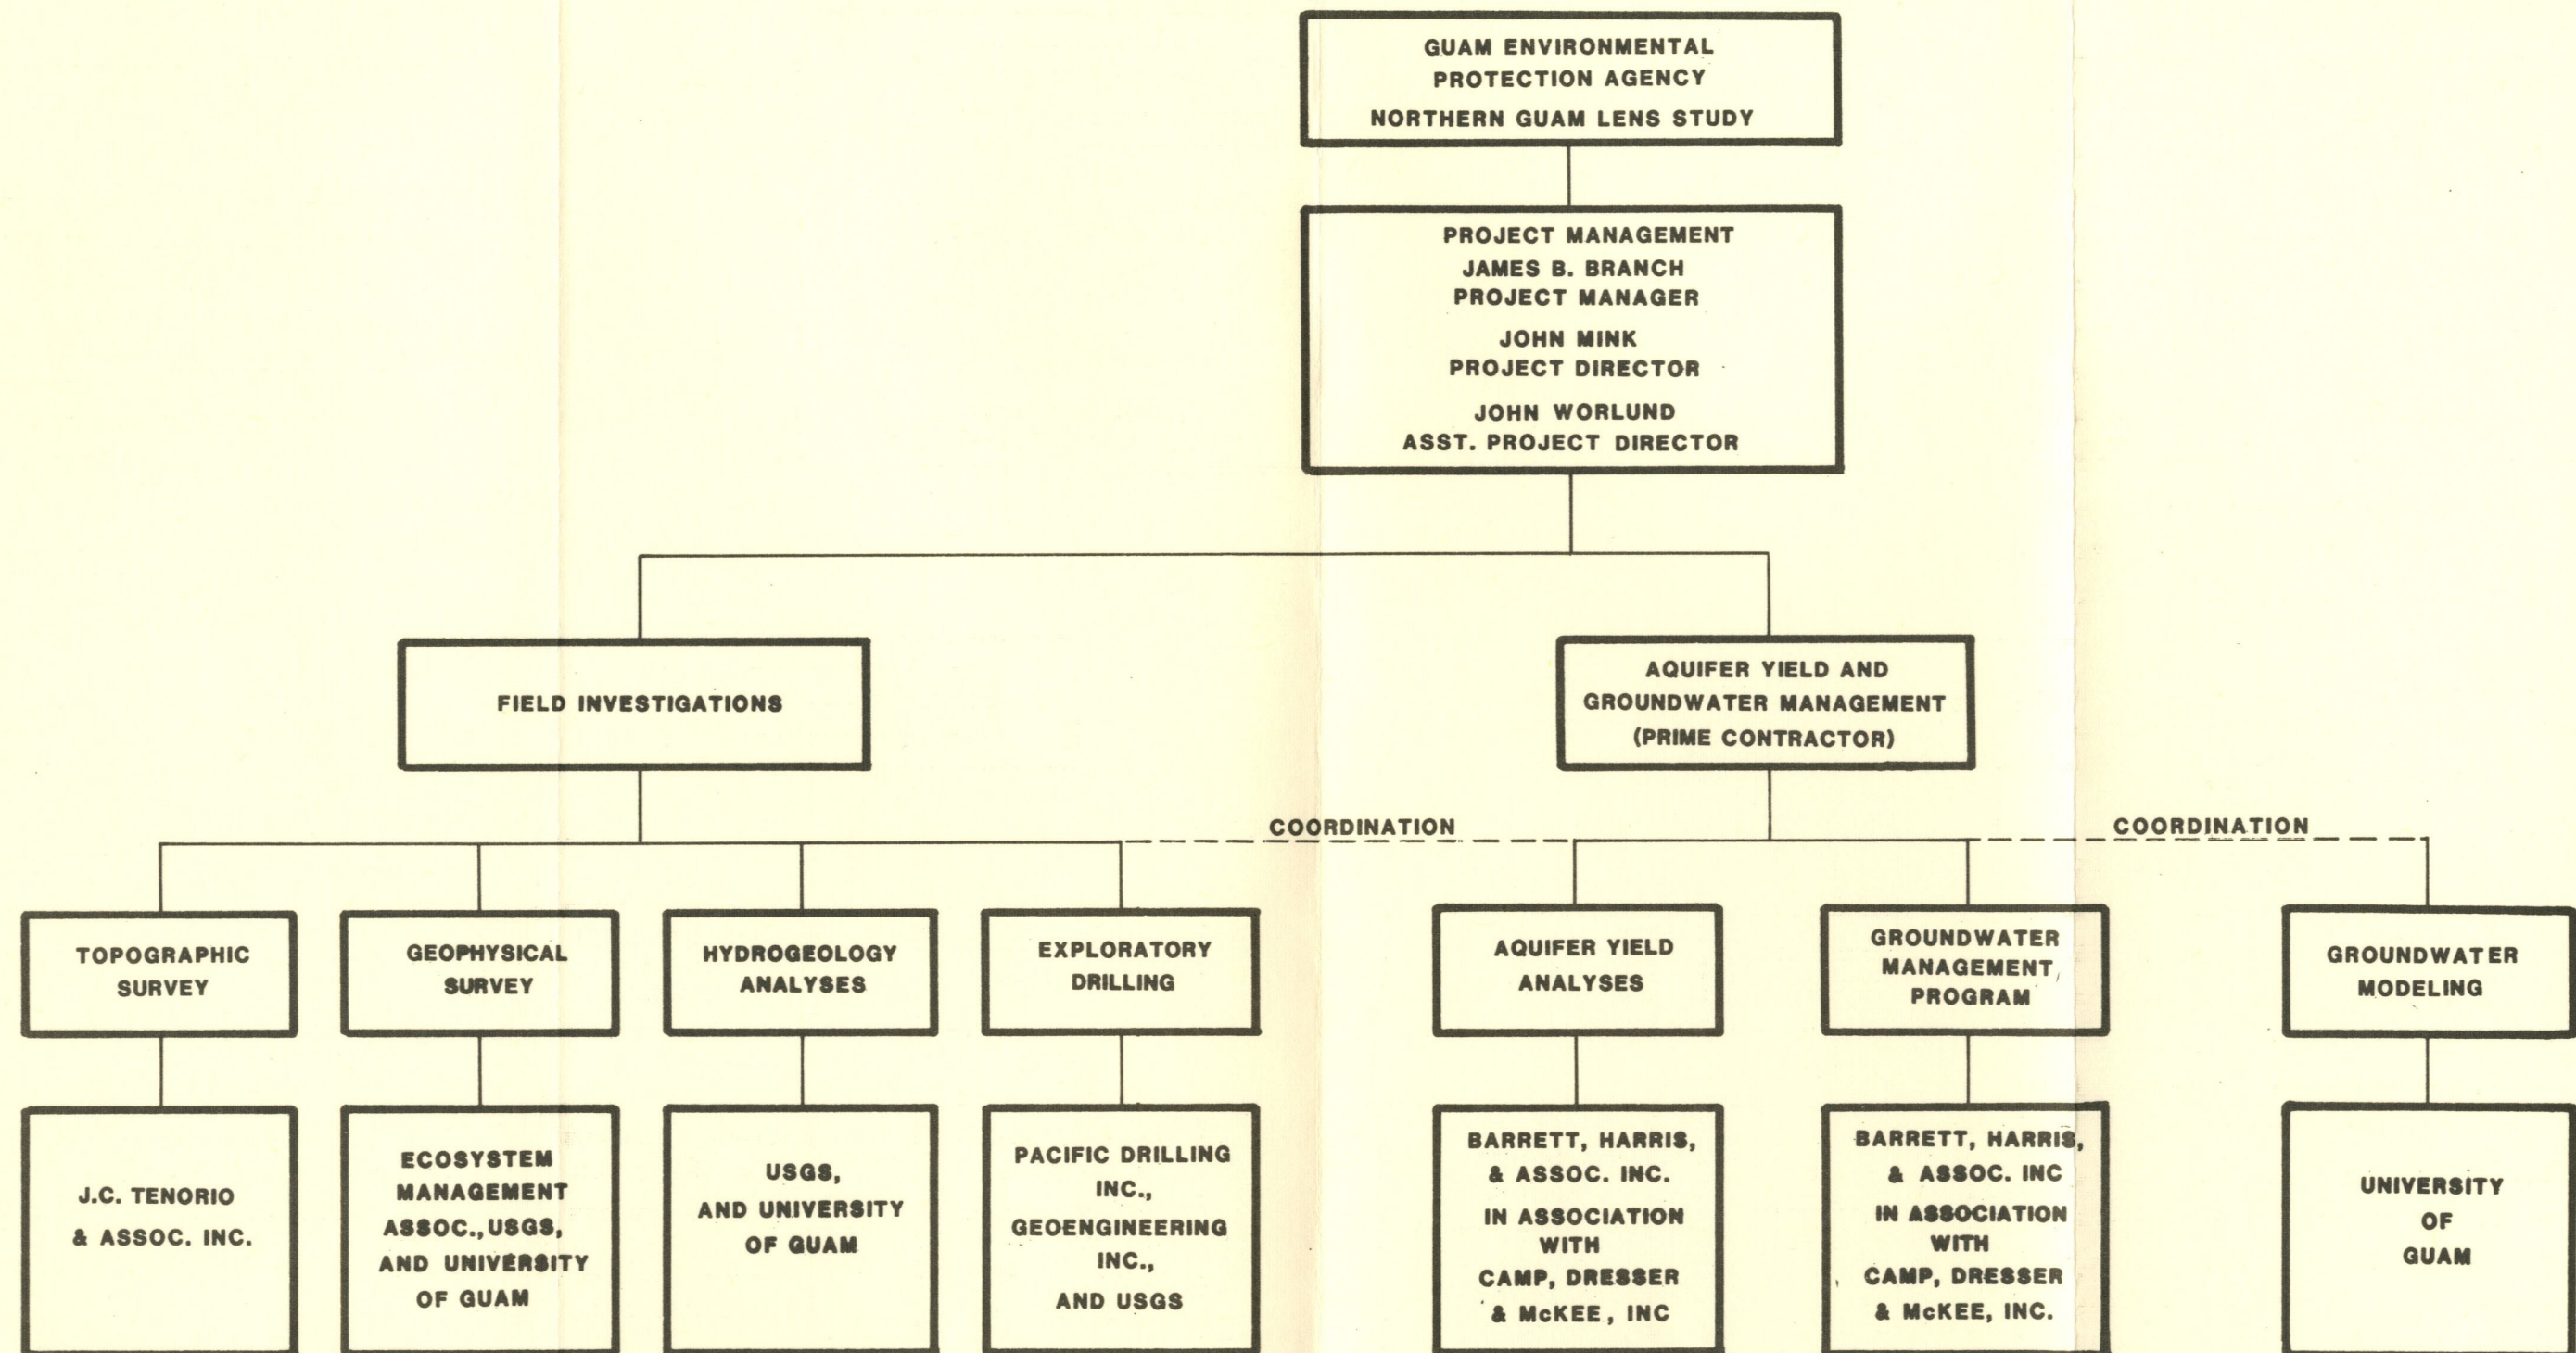 GUAM ENVIRONMENTAL
PROTECTION AGENCY
NORTHERN GUAM LENS STUDY
PROJECT MANAGEMENT
JAMES B. BRANCH
PROJECT MANAGER
JOHN MINK
PROJECT DIRECTOR
JOHN WORLUND
ASST. PROJECT DIRECTOR
FIELD INVESTIGATIONS
AQUIFER YIELD AND
GROUNDWATER MANAGEMENT
(PRIME CONTRACTOR)
COORDINATION
COORDINATION
TOPOGRAPHIC
SURVEY
GEOPHYSICAL
SURVEY
HYDROGEOLOGY
ANALYSES
EXPLORATORY
DRILLING
AQUIFER YIELD
ANALYSES
GROUNDWATER
MANAGEMENT
PROGRAM
GROUNDWATER
MODELING
J.C. TENORIO
& ASSOC. INC.
ECOSYSTEM
MANAGEMENT
ASSOC., USGS,
AND UNIVERSITY
OF GUAM
USGS,
AND UNIVERSITY
OF GUAM
PACIFIC DRILLING
INC.,
GEOENGINEERING
INC.,
AND USGS
BARRETT, HARRIS,
& ASSOC. INC.
IN ASSOCIATION
WITH
CAMP, DRESSER
& McKEE, INC
BARRETT, HARRIS,
& ASSOC. INC
IN ASSOCIATION
WITH
CAMP, DRESSER
& McKEE, INC.
UNIVERSITY
OF
GUAM